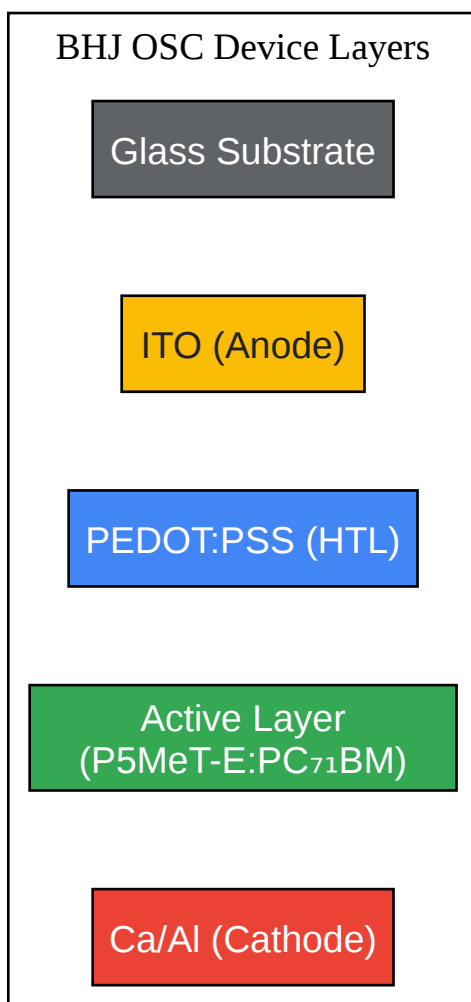 BHJ OSC Device Layers
Glass Substrate
ITO (Anode)
PEDOT:PSS (HTL)
Active Layer
(P5MeT-E:PC₇₁BM)
Ca/Al (Cathode)